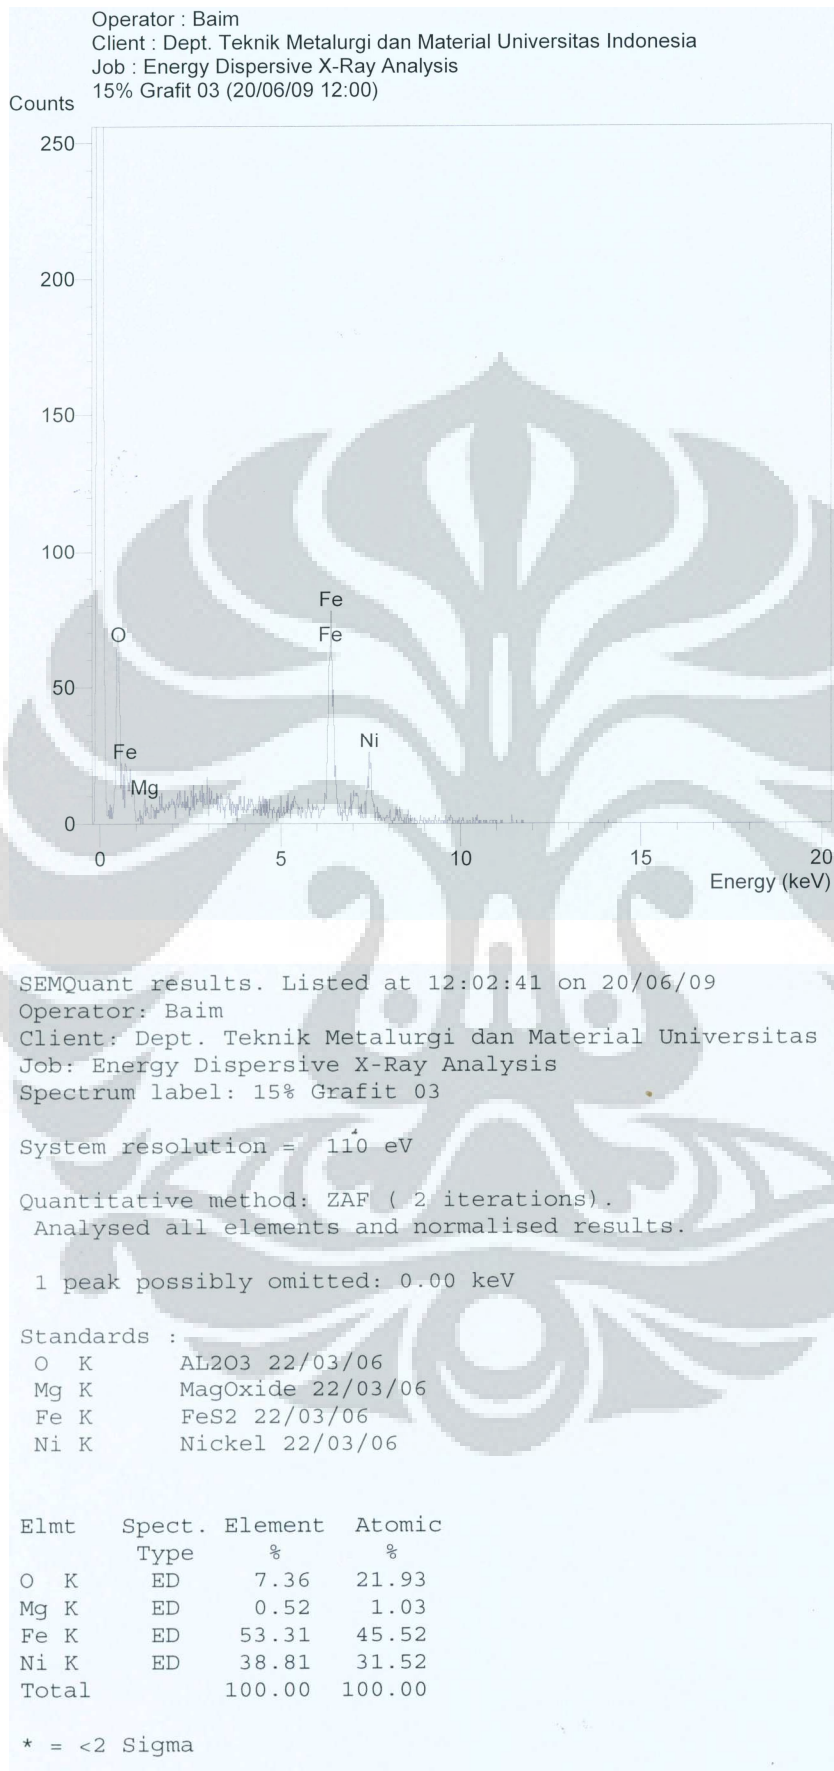 Operator : Baim
Client : Dept. Teknik Metalurgi dan Material Universitas Indonesia
Job : Energy Dispersive X-Ray Analysis
15% Grafit 03 (20/06/09 12:00)
Counts
250
200
150
100
50
0
Fe
O
Fe
Fe
Ni
Mg
0 5 10 15 20
Energy (keV)
SEMQuant results. Listed at 12:02:41 on 20/06/09
Operator: Baim
Client: Dept. Teknik Metalurgi dan Material Universitas
Job: Energy Dispersive X-Ray Analysis
Spectrum label: 15% Grafit 03
System resolution = 110 eV
Quantitative method: ZAF ( 2 iterations).
Analysed all elements and normalised results.
1 peak possibly omitted: 0.00 keV
Standards :
O K AL2O3 22/03/06
Mg K MagOxide 22/03/06
Fe K FeS2 22/03/06
Ni K Nickel 22/03/06
Elmt Spect. Element Atomic
Type % %
O K ED 7.36 21.93
Mg K ED 0.52 1.03
Fe K ED 53.31 45.52
Ni K ED 38.81 31.52
Total 100.00 100.00
* = <2 Sigma